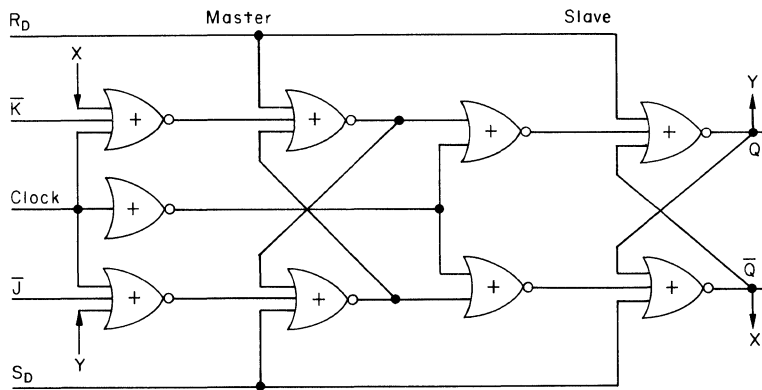 Master
Slave
R_D
X
Y
K̅
+
+
+
+
Q
Clock
+
J̅
+
+
+
+
Q̅
Y
X
S_D